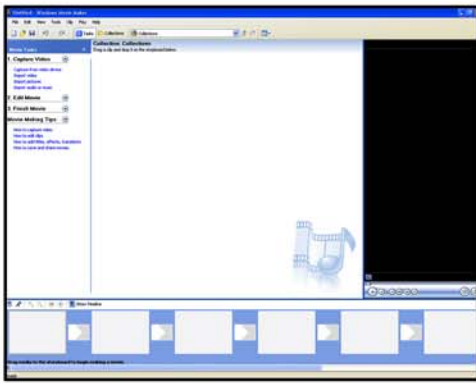 Untitled - Windows Movie Maker
File Edit View Tools Clip Play Help
Tasks Collections Collections
Movie Tasks
Collection: Collections
Drag a clip and drop it on the storyboard below.
1. Capture Video
Capture from video device
Import video
Import pictures
Import audio or music
2. Edit Movie
3. Finish Movie
Movie Making Tips
How to capture video
How to edit clips
How to add titles, effects, transitions
How to save and share movies
Show Timeline
Drag media to the storyboard to begin making a movie.
Ready